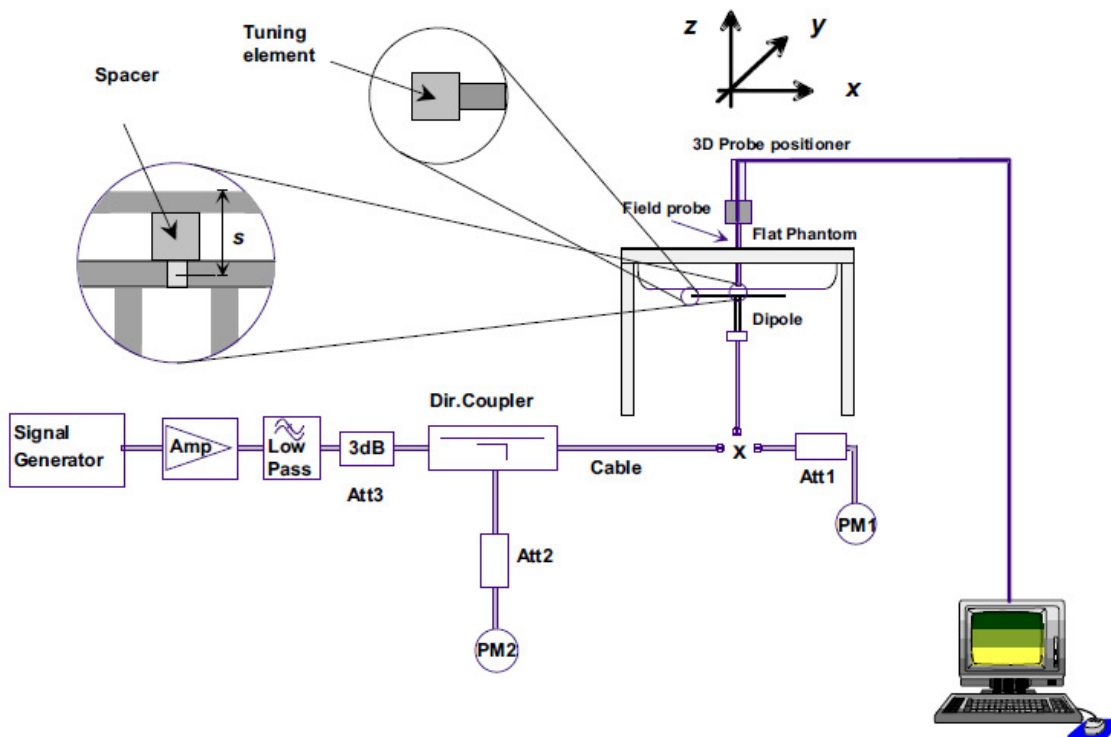 Tuning
element
Spacer
s
z
y
x
3D Probe positioner
Field probe
Flat Phantom
Dipole
Dir.Coupler
Signal
Generator
Amp
Low
Pass
3dB
Att3
Cable
X
Att1
PM1
Att2
PM2